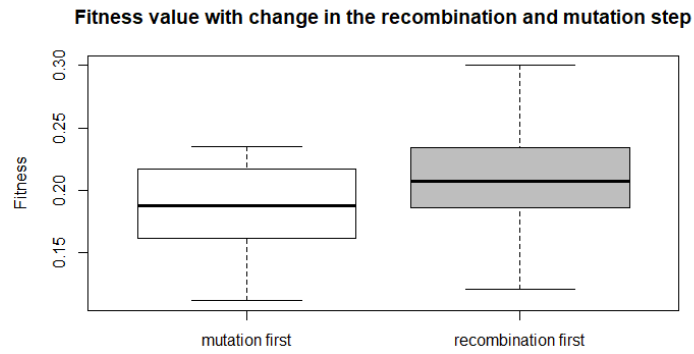 Fitness value with change in the recombination and mutation step
0.30
0.25
0.20
0.15
Fitness
mutation first
recombination first